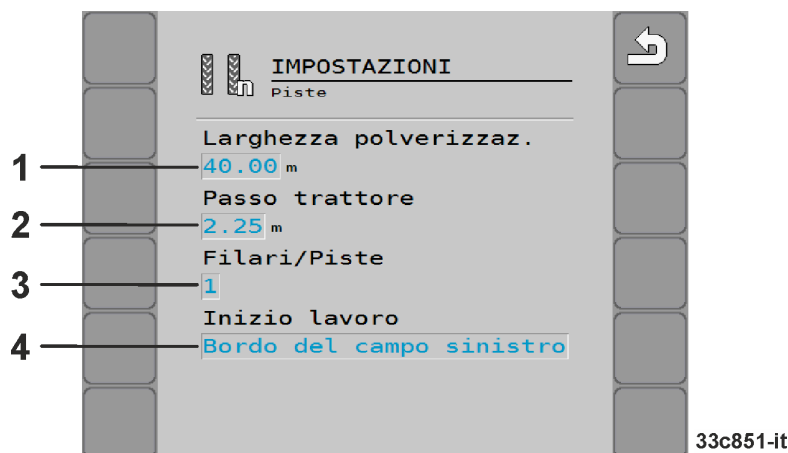 IMPOSTAZIONI
Piste
Larghezza polverizzaz.
1
40.00 m
Passo trattore
2
2.25 m
Filari/Piste
3
1
Inizio lavoro
4
Bordo del campo sinistro
33c851-it